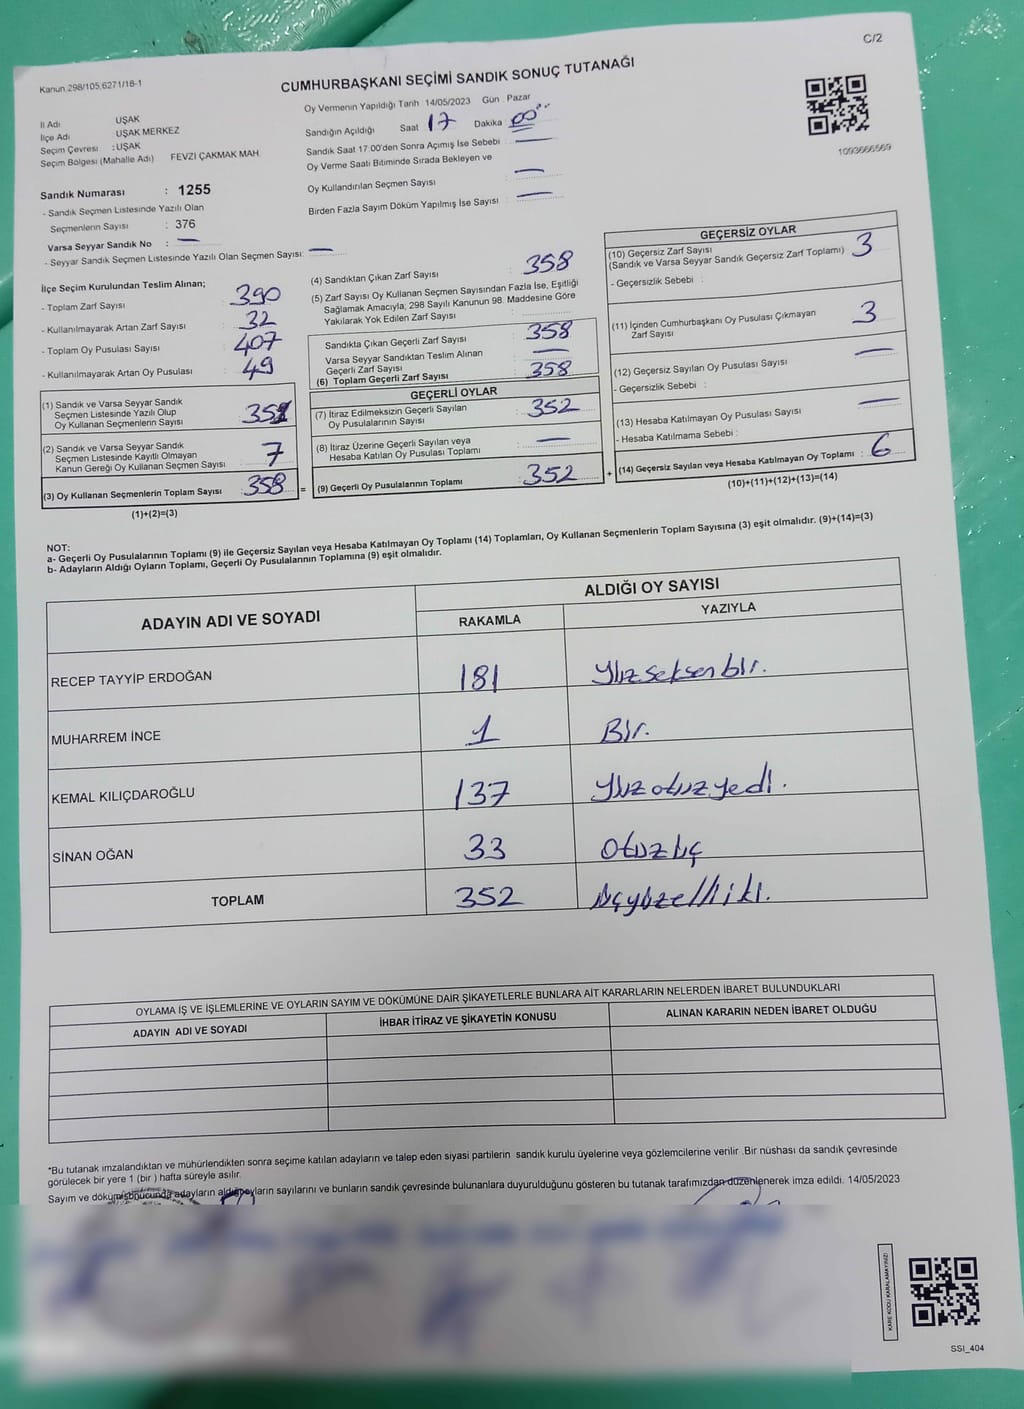 C/2
Kanun 298/105,6271/18-1
CUMHURBAŞKANI SEÇİMİ SANDIK SONUÇ TUTANAĞI
İl Adı UŞAK
İlçe Adı UŞAK MERKEZ
Seçim Çevresi : UŞAK
Seçim Bölgesi (Mahalle Adı) FEVZİ ÇAKMAK MAH.
Oy Vermenin Yapıldığı Tarih 14/05/2023 Gün Pazar
Sandığın Açıldığı Saat 17 Dakika 00
Sandık Saat 17:00'den Sonra Açımış İse Sebebi : —
Oy Verme Saati Bitiminde Sırada Bekleyen ve
Oy Kullandırılan Seçmen Sayısı : —
Birden Fazla Sayım Döküm Yapılmış İse Sayısı : —
1093666569
Sandık Numarası : 1255
- Sandık Seçmen Listesinde Yazılı Olan
Seçmenlerin Sayısı : 376
Varsa Seyyar Sandık No : —
- Seyyar Sandık Seçmen Listesinde Yazılı Olan Seçmen Sayısı: —
İlçe Seçim Kurulundan Teslim Alınan;
- Toplam Zarf Sayısı : 390
- Kullanılmayarak Artan Zarf Sayısı : 32
- Toplam Oy Pusulası Sayısı : 407
- Kullanılmayarak Artan Oy Pusulası : 49
(1) Sandık ve Varsa Seyyar Sandık
Seçmen Listesinde Yazılı Olup
Oy Kullanan Seçmenlerin Sayısı : 351
(2) Sandık ve Varsa Seyyar Sandık
Seçmen Listesinde Kayıtlı Olmayan
Kanun Gereği Oy Kullanan Seçmen Sayısı : 7
(3) Oy Kullanan Seçmenlerin Toplam Sayısı : 358
(1)+(2)=(3)
(4) Sandıktan Çıkan Zarf Sayısı : 358
(5) Zarf Sayısı Oy Kullanan Seçmen Sayısından Fazla İse, Eşitliği
Sağlamak Amacıyla, 298 Sayılı Kanunun 98. Maddesine Göre
Yakılarak Yok Edilen Zarf Sayısı :
Sandıkta Çıkan Geçerli Zarf Sayısı : 358
Varsa Seyyar Sandıktan Teslim Alınan
Geçerli Zarf Sayısı : —
(6) Toplam Geçerli Zarf Sayısı : 358
GEÇERLİ OYLAR
(7) İtiraz Edilmeksizin Geçerli Sayılan
Oy Pusulalarının Sayısı : 352
(8) İtiraz Üzerine Geçerli Sayılan veya
Hesaba Katılan Oy Pusulası Toplamı : —
= (9) Geçerli Oy Pusulalarının Toplamı : 352
GEÇERSİZ OYLAR
(10) Geçersiz Zarf Sayısı
(Sandık ve Varsa Seyyar Sandık Geçersiz Zarf Toplamı) : 3
- Geçersizlik Sebebi :
(11) İçinden Cumhurbaşkanı Oy Pusulası Çıkmayan
Zarf Sayısı : 3
(12) Geçersiz Sayılan Oy Pusulası Sayısı : —
- Geçersizlik Sebebi :
(13) Hesaba Katılmayan Oy Pusulası Sayısı : —
- Hesaba Katılmama Sebebi :
+ (14) Geçersiz Sayılan veya Hesaba Katılmayan Oy Toplamı : 6
(10)+(11)+(12)+(13)=(14)
NOT:
a- Geçerli Oy Pusulalarının Toplamı (9) ile Geçersiz Sayılan veya Hesaba Katılmayan Oy Toplamı (14) Toplamları, Oy Kullanan Seçmenlerin Toplam Sayısına (3) eşit olmalıdır. (9)+(14)=(3)
b- Adayların Aldığı Oyların Toplamı, Geçerli Oy Pusulalarının Toplamına (9) eşit olmalıdır.
ADAYIN ADI VE SOYADI
ALDIĞI OY SAYISI
RAKAMLA YAZIYLA
RECEP TAYYİP ERDOĞAN 181 Yüzseksenbir.
MUHARREM İNCE 1 Bir.
KEMAL KILIÇDAROĞLU 137 Yüzotuzyedi.
SİNAN OĞAN 33 Otuzüç
TOPLAM 352 üçyüzelliiki.
OYLAMA İŞ VE İŞLEMLERİNE VE OYLARIN SAYIM VE DÖKÜMÜNE DAİR ŞİKAYETLERLE BUNLARA AİT KARARLARIN NELERDEN İBARET BULUNDUKLARI
ADAYIN ADI VE SOYADI İHBAR İTİRAZ VE ŞİKAYETİN KONUSU ALINAN KARARIN NEDEN İBARET OLDUĞU
*Bu tutanak imzalandıktan ve mühürlendikten sonra seçime katılan adayların ve talep eden siyasi partilerin sandık kurulu üyelerine veya gözlemcilerine verilir .Bir nüshası da sandık çevresinde
görülecek bir yere 1 (bir ) hafta süreyle asılır.
Sayım ve döküm sonucunda adayların aldığı oyların sayılarını ve bunların sandık çevresinde bulunanlara duyurulduğunu gösteren bu tutanak tarafımızdan düzenlenerek imza edildi. 14/05/2023
KARE KODU KARALAMAYINIZ!
SSI_404